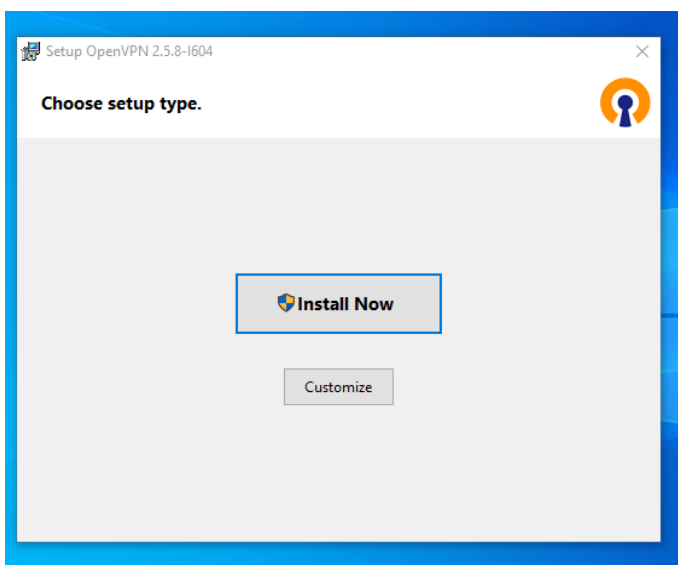 Setup OpenVPN 2.5.8-I604
Choose setup type.
Install Now
Customize